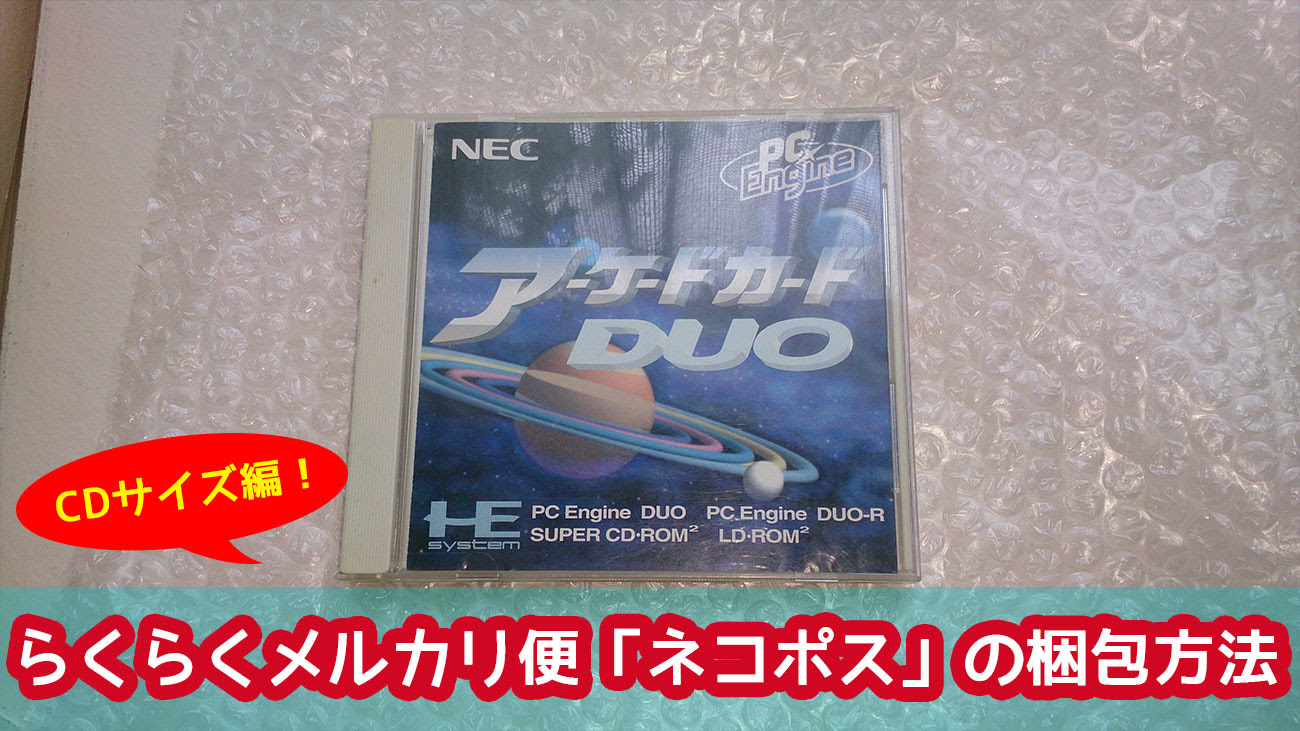 NEC
PC Engine
アーケードカード
DUO
CDサイズ編！
HE system
PC Engine DUO PC Engine DUO-R
SUPER CD・ROM² LD・ROM²
らくらくメルカリ便「ネコポス」の梱包方法